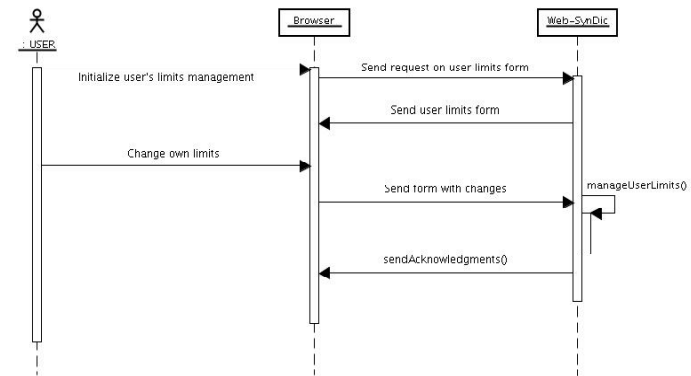 Browser
Web-SynDic
: USER
Send request on user limits form
Initialize user's limits management
Send user limits form
Change own limits
manageUserLimits()
Send form with changes
sendAcknowledgments()